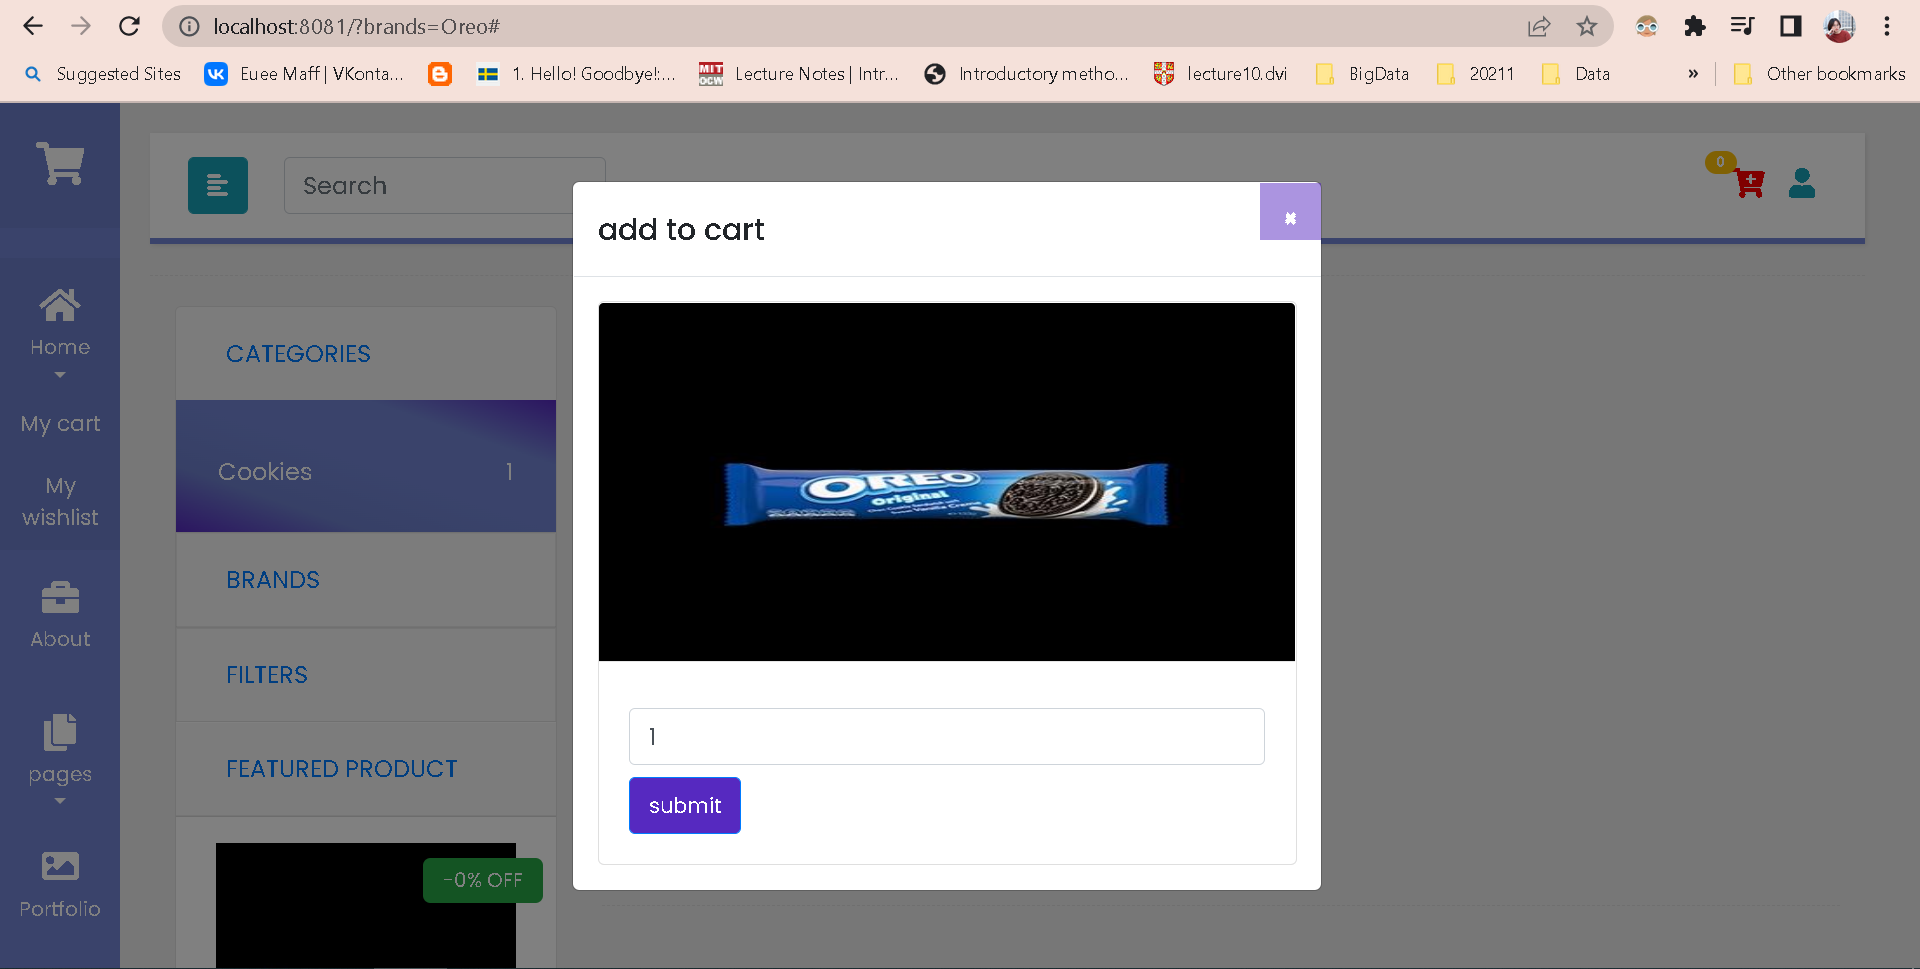 localhost:8081/?brands=Oreo#
Suggested Sites
Euee Maff | VKonta...
1. Hello! Goodbye!:...
MIT
OCW
Lecture Notes | Intr...
Introductory metho...
lecture10.dvi
BigData
20211
Data
»
Other bookmarks
Search
0
add to cart
Home
My cart
My
wishlist
About
pages
Portfolio
CATEGORIES
Cookies 1
BRANDS
FILTERS
FEATURED PRODUCT
-0% OFF
OREO
Original
1
submit